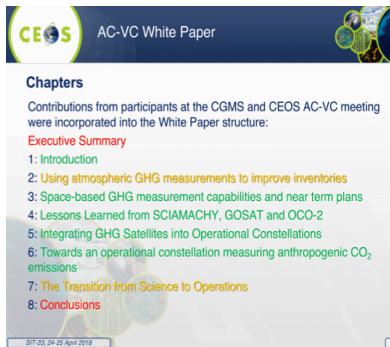 CEOS
AC-VC White Paper
Chapters
Contributions from participants at the CGMS and CEOS AC-VC meeting
were incorporated into the White Paper structure:
Executive Summary
1: Introduction
2: Using atmospheric GHG measurements to improve inventories
3: Space-based GHG measurement capabilities and near term plans
4: Lessons Learned from SCIAMACHY, GOSAT and OCO-2
5: Integrating GHG Satellites into Operational Constellations
6: Towards an operational constellation measuring anthropogenic CO₂
emissions
7: The Transition from Science to Operations
8: Conclusions
SIT-33, 24-25 April 2018